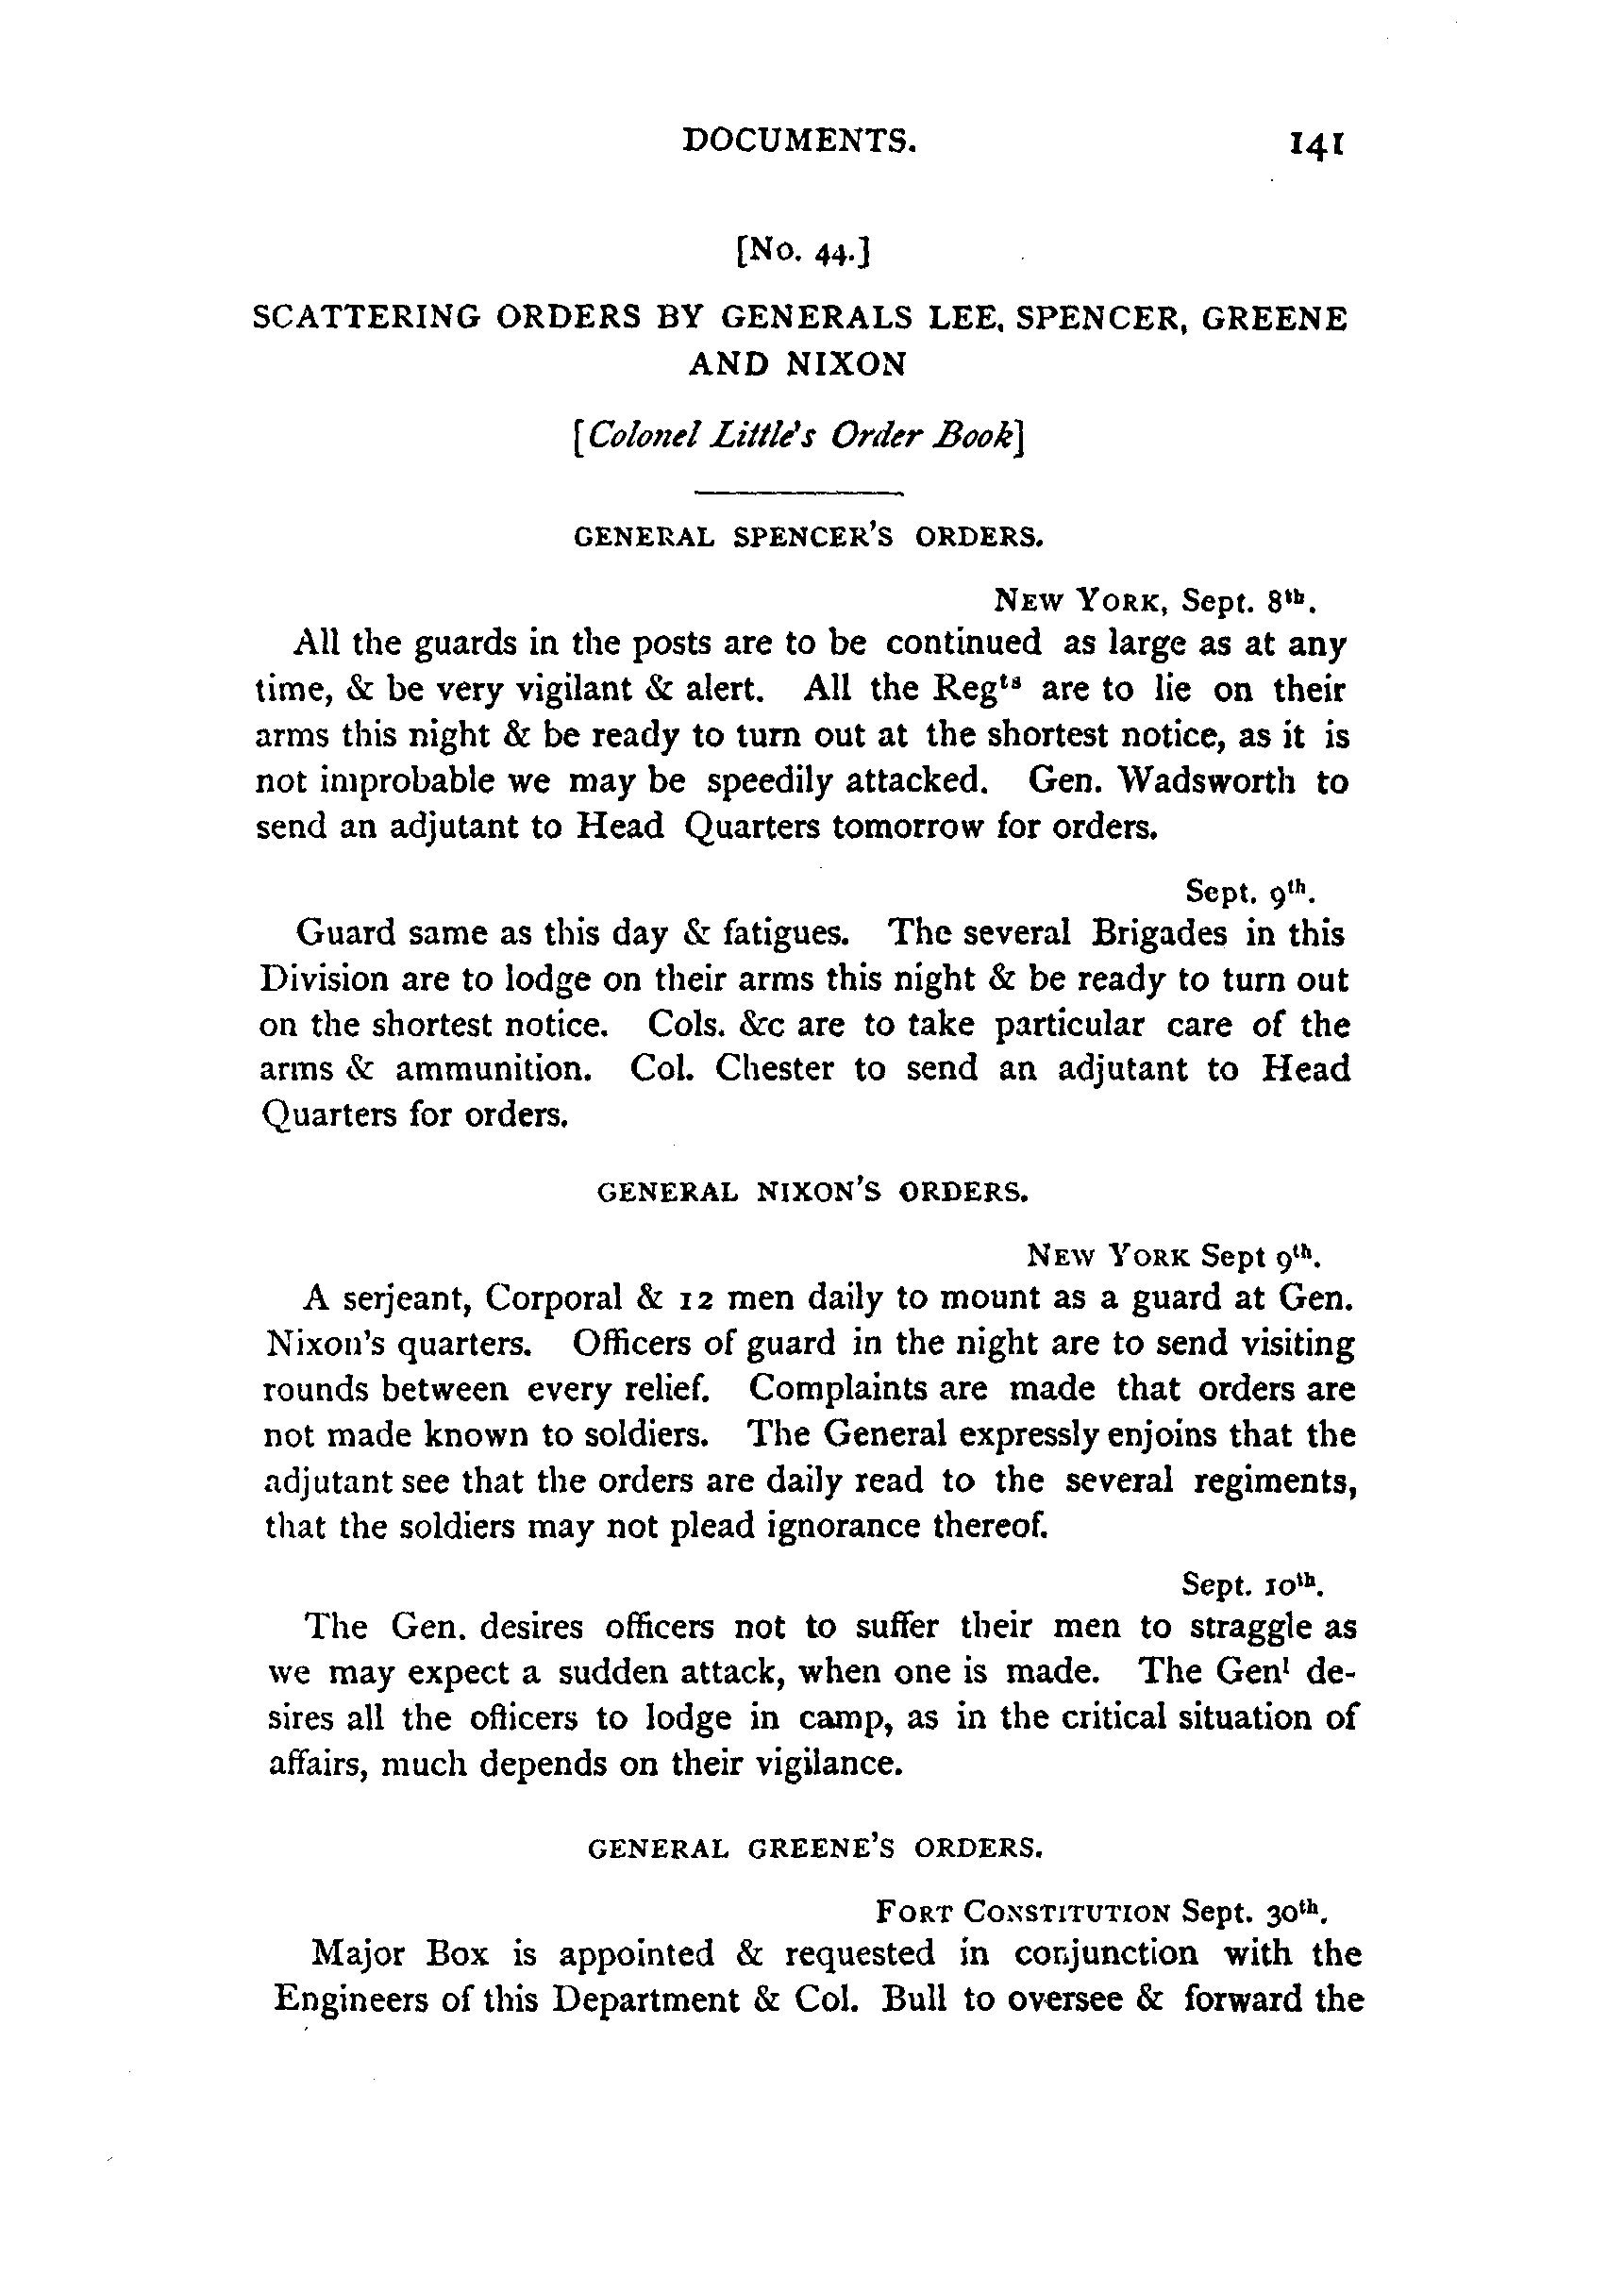 DOCUMENTS. 141
[No. 44.]
SCATTERING ORDERS BY GENERALS LEE, SPENCER, GREENE
AND NIXON
[Colonel Little's Order Book]
GENERAL SPENCER'S ORDERS.
NEW YORK, Sept. 8th.
All the guards in the posts are to be continued as large as at any
time, & be very vigilant & alert. All the Regts are to lie on their
arms this night & be ready to turn out at the shortest notice, as it is
not improbable we may be speedily attacked. Gen. Wadsworth to
send an adjutant to Head Quarters tomorrow for orders.
Sept. 9th.
Guard same as this day & fatigues. The several Brigades in this
Division are to lodge on their arms this night & be ready to turn out
on the shortest notice. Cols. &c are to take particular care of the
arms & ammunition. Col. Chester to send an adjutant to Head
Quarters for orders.
GENERAL NIXON'S ORDERS.
NEW YORK Sept 9th.
A serjeant, Corporal & 12 men daily to mount as a guard at Gen.
Nixon's quarters. Officers of guard in the night are to send visiting
rounds between every relief. Complaints are made that orders are
not made known to soldiers. The General expressly enjoins that the
adjutant see that the orders are daily read to the several regiments,
that the soldiers may not plead ignorance thereof.
Sept. 10th.
The Gen. desires officers not to suffer their men to straggle as
we may expect a sudden attack, when one is made. The Genl de-
sires all the officers to lodge in camp, as in the critical situation of
affairs, much depends on their vigilance.
GENERAL GREENE'S ORDERS.
FORT CONSTITUTION Sept. 30th.
Major Box is appointed & requested in conjunction with the
Engineers of this Department & Col. Bull to oversee & forward the